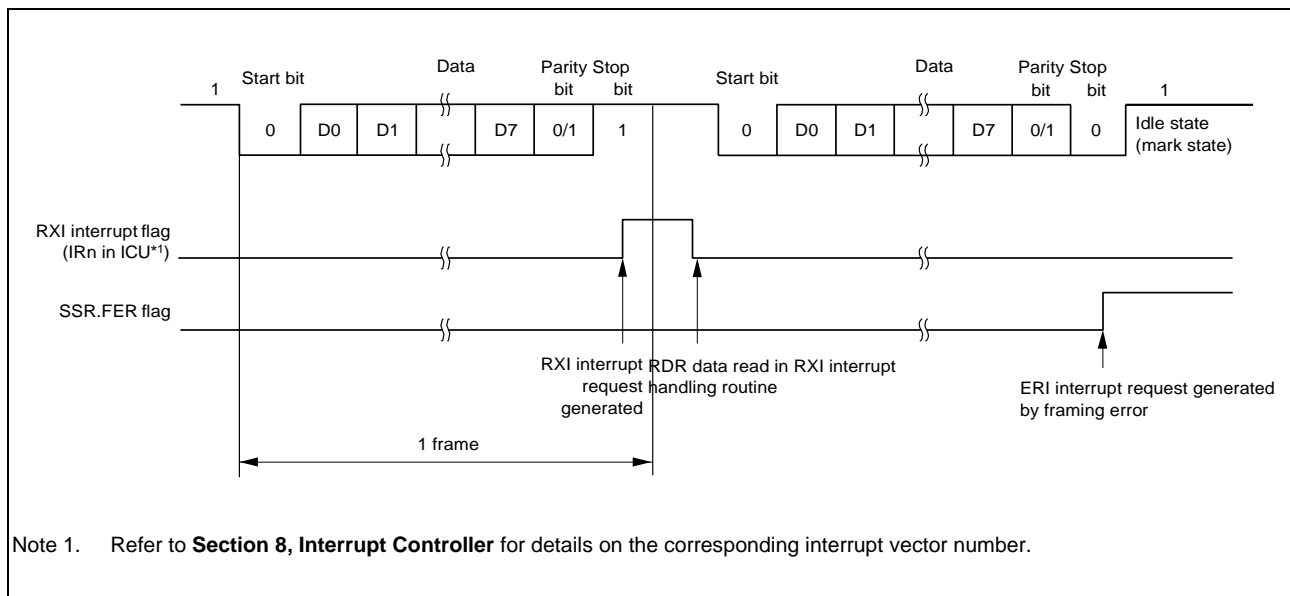 Start bit
Data
Parity Stop
bit bit
1
0 D0 D1 D7 0/1 1
Start bit
Data
Parity Stop
bit bit
1
0 D0 D1 D7 0/1 0
Idle state
(mark state)
RXI interrupt flag
(IRn in ICU*1)
SSR.FER flag
RXI interrupt
request
generated
RDR data read in RXI interrupt
handling routine
ERI interrupt request generated
by framing error
1 frame
Note 1. Refer to Section 8, Interrupt Controller for details on the corresponding interrupt vector number.